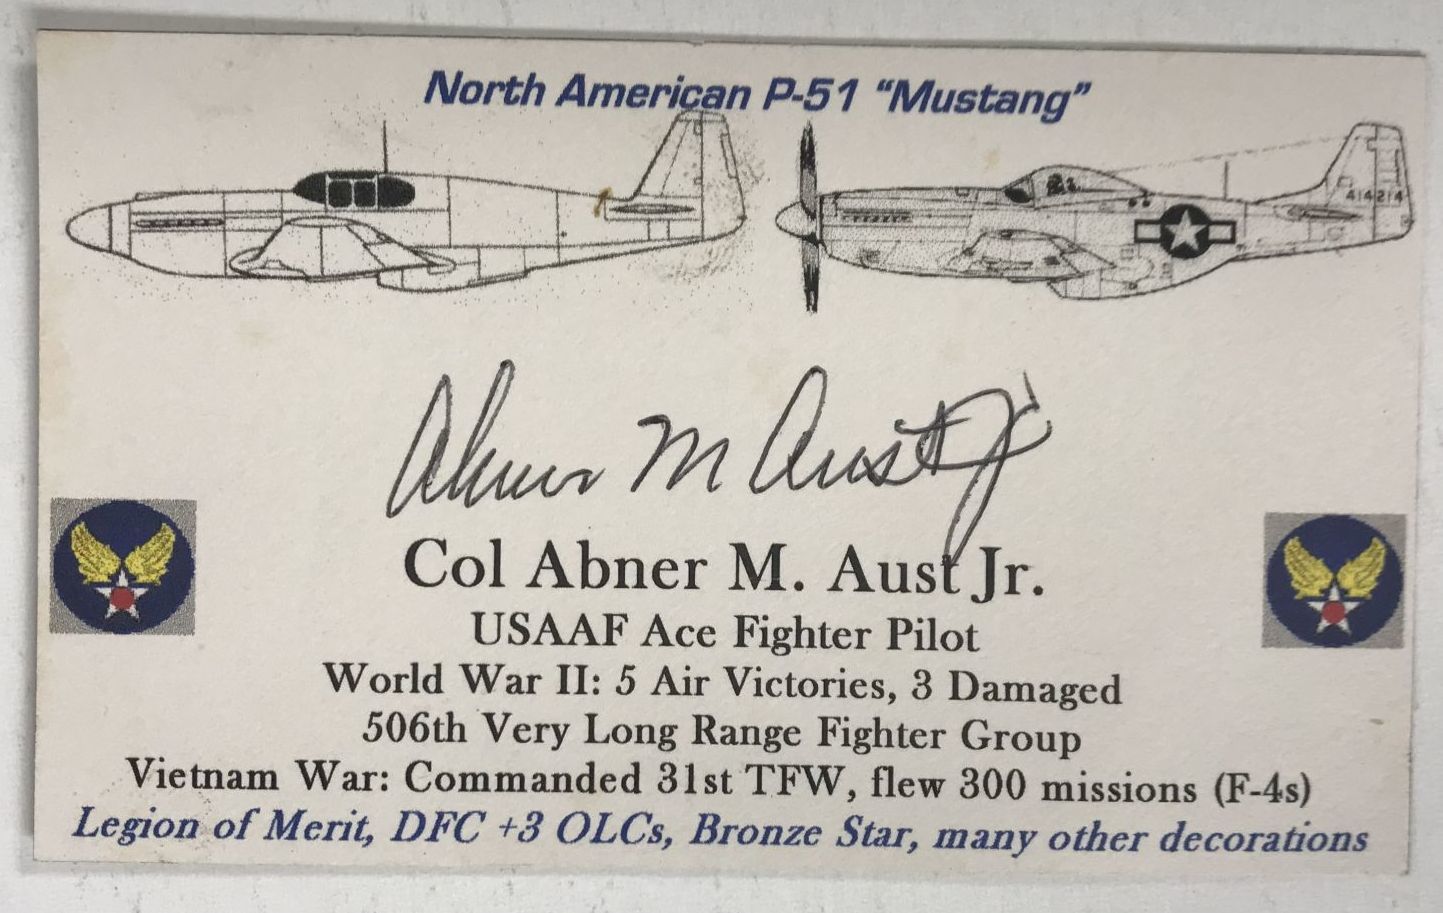 North American P-51 “Mustang”
414214
Abner M Aust Jr
Col Abner M. Aust Jr.
USAAF Ace Fighter Pilot
World War II: 5 Air Victories, 3 Damaged
506th Very Long Range Fighter Group
Vietnam War: Commanded 31st TFW, flew 300 missions (F-4s)
Legion of Merit, DFC +3 OLCs, Bronze Star, many other decorations